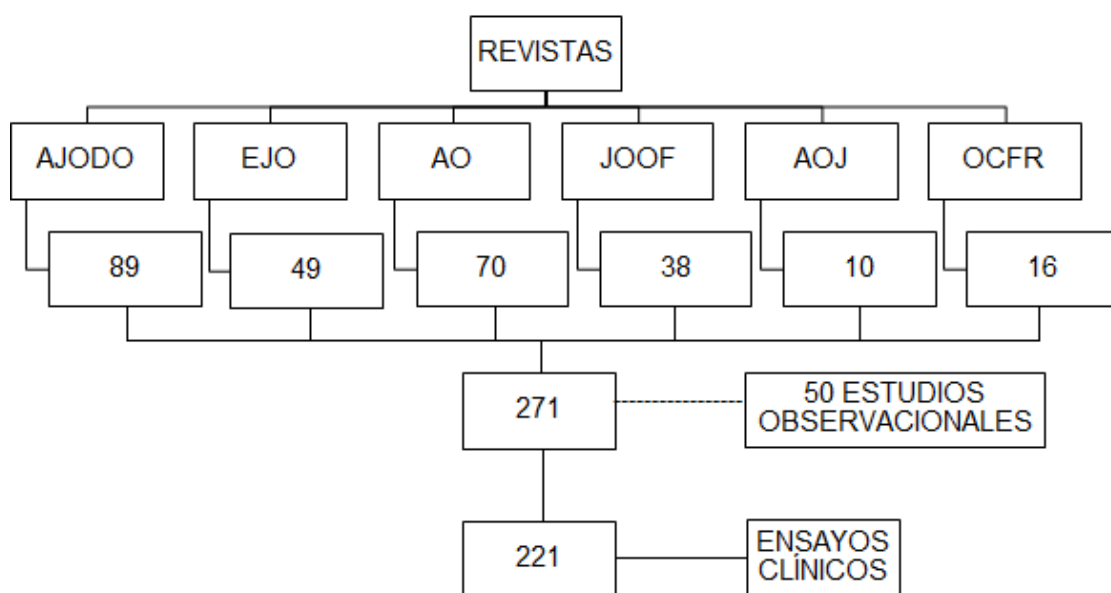 REVISTAS
AJODO
EJO
AO
JOOF
AOJ
OCFR
89
49
70
38
10
16
271
50 ESTUDIOS
OBSERVACIONALES
221
ENSAYOS
CLÍNICOS